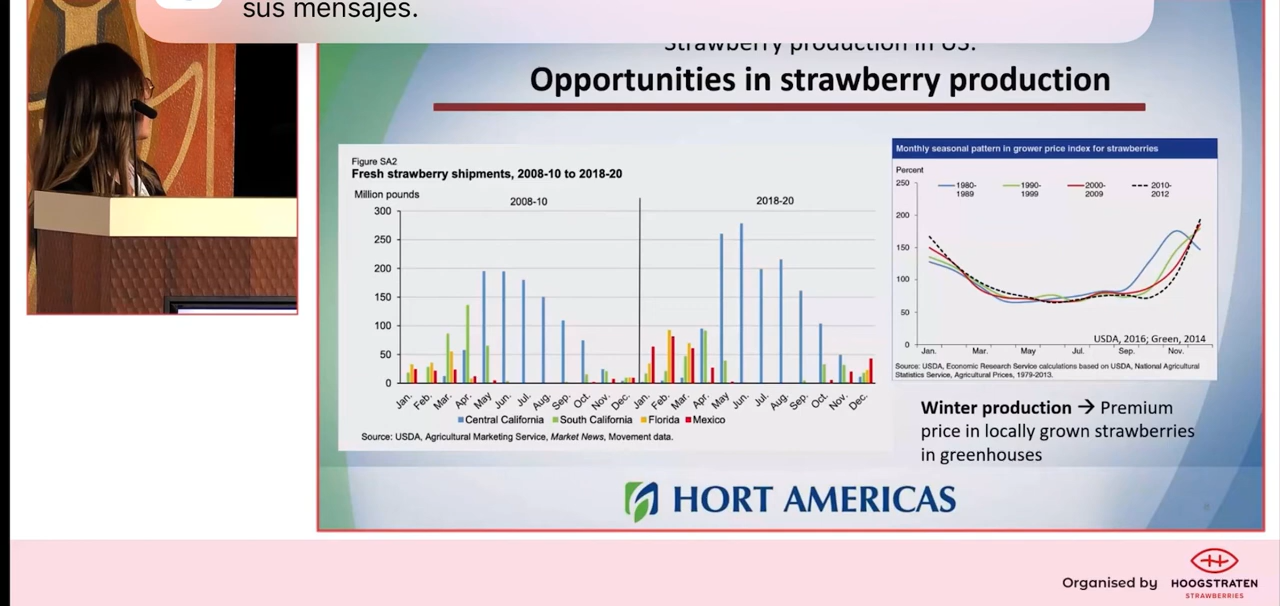 sus mensajes.
Strawberry production in US:
Opportunities in strawberry production
Figure SA2
Fresh strawberry shipments, 2008-10 to 2018-20
Million pounds
2008-10
2018-20
300
250
200
150
100
50
0
Jan. Feb. Mar. Apr. May Jun. Jul. Aug. Sep. Oct. Nov. Dec. Jan. Feb. Mar. Apr. May Jun. Jul. Aug. Sep. Oct. Nov. Dec.
Central California South California Florida Mexico
Source: USDA, Agricultural Marketing Service, Market News, Movement data.
Monthly seasonal pattern in grower price index for strawberries
Percent
250
1980-1989
1990-1999
2000-2009
2010-2012
200
150
100
50
0
USDA, 2016; Green, 2014
Jan. Mar. May Jul. Sep. Nov.
Source: USDA, Economic Research Service calculations based on USDA, National Agricultural
Statistics Service, Agricultural Prices, 1979-2013.
Winter production → Premium
price in locally grown strawberries
in greenhouses
HORT AMERICAS
Organised by
HOOGSTRATEN
STRAWBERRIES